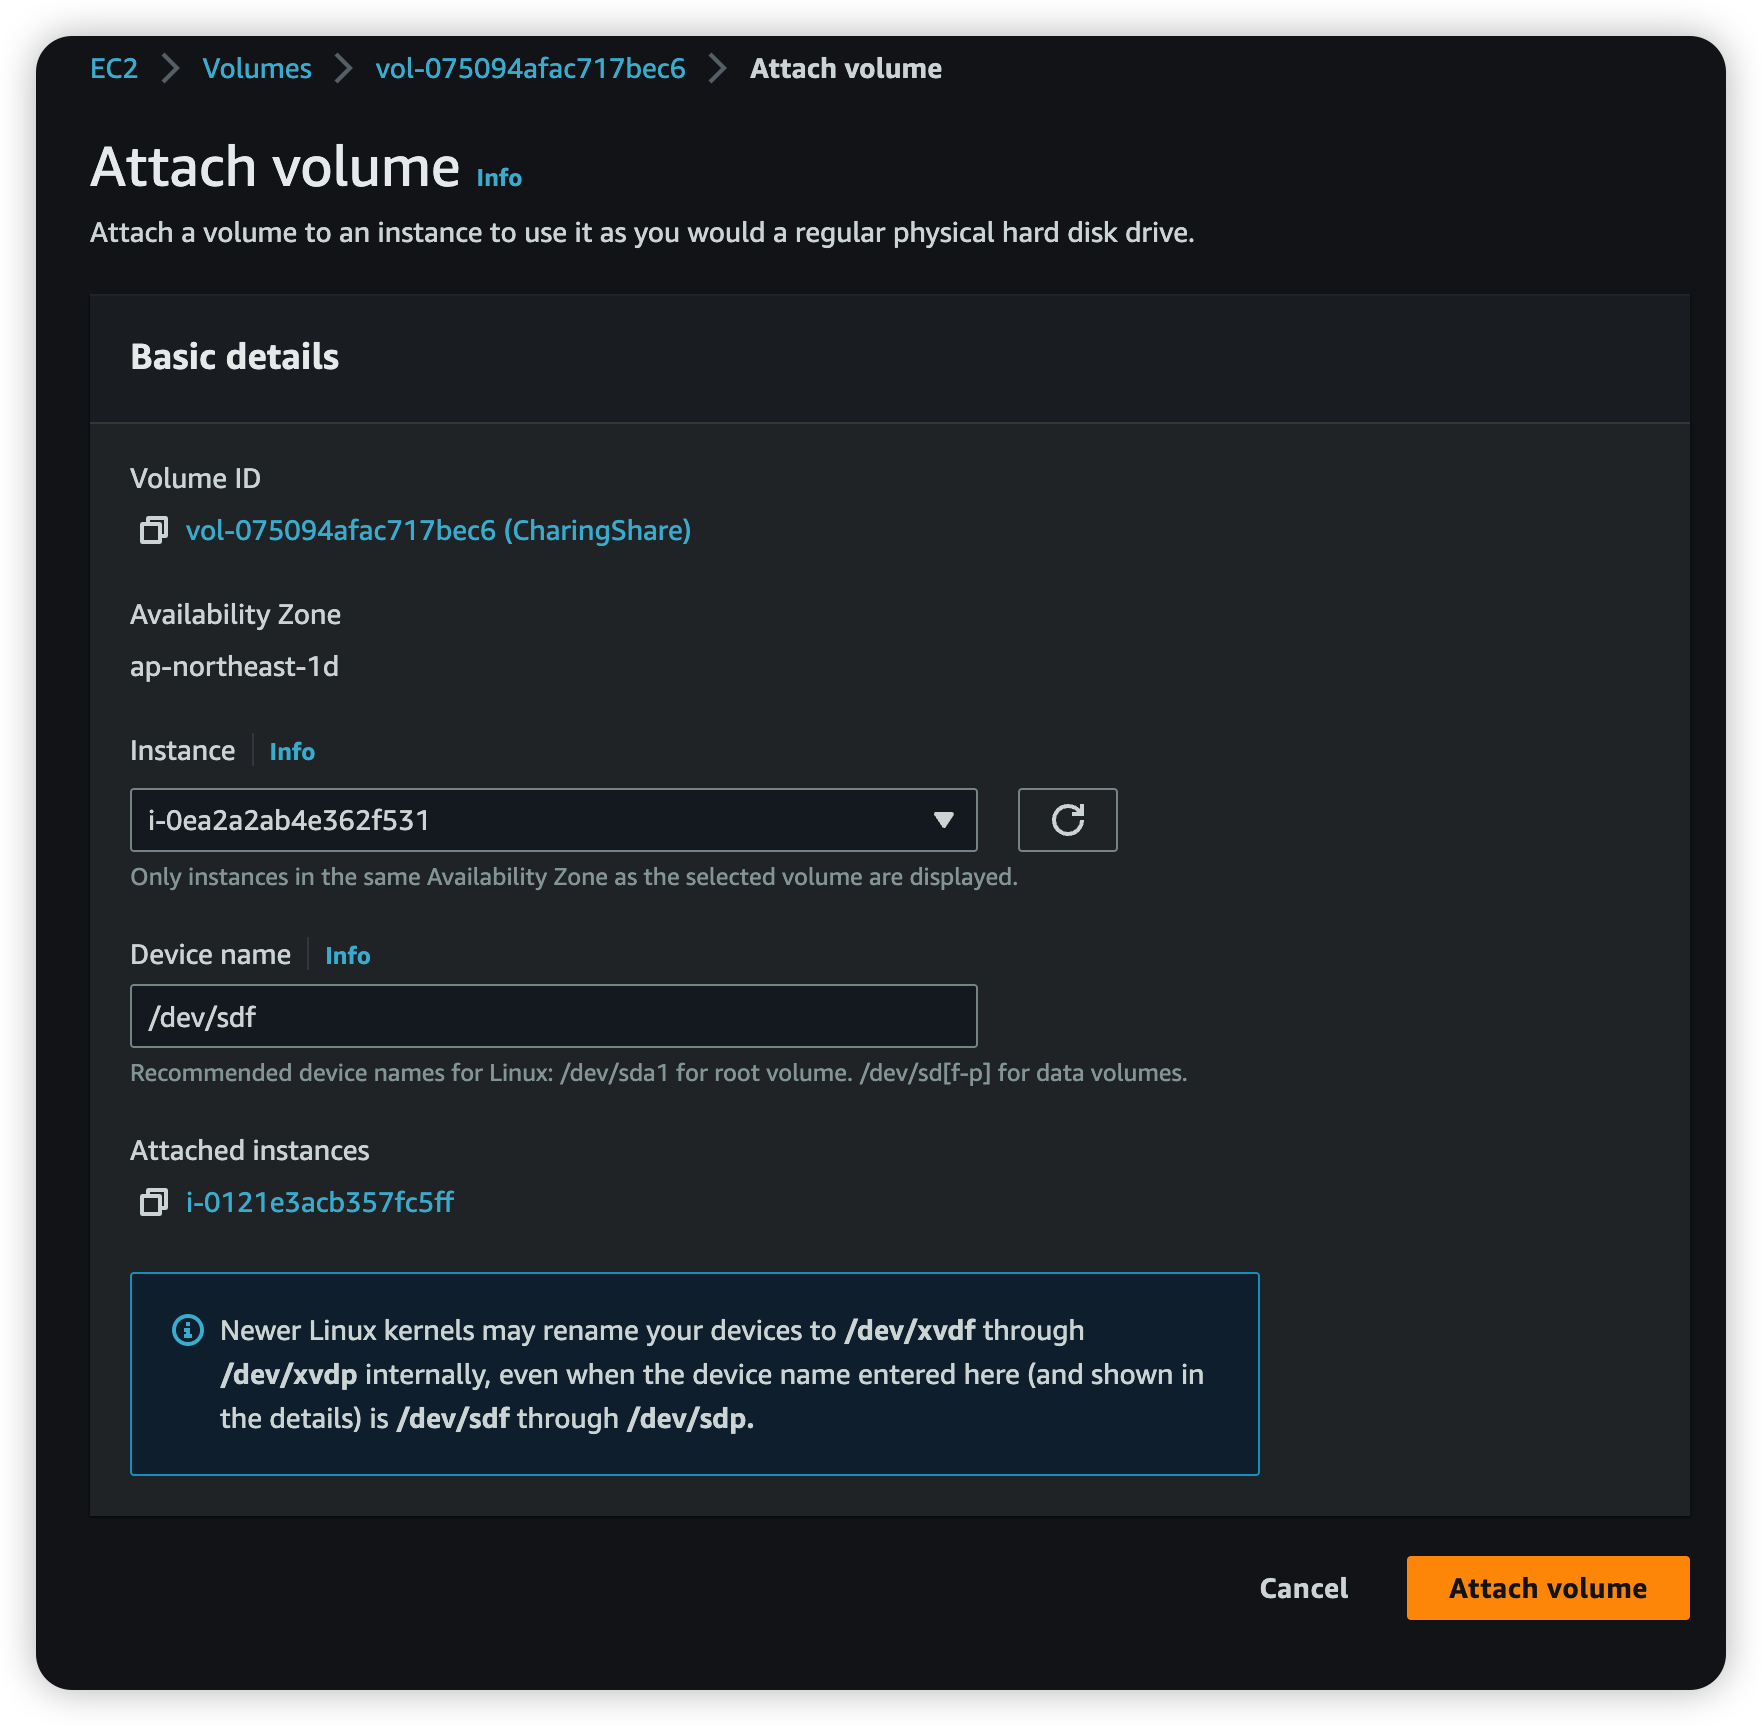 EC2 Volumes vol-075094afac717bec6 Attach volume
Attach volume Info
Attach a volume to an instance to use it as you would a regular physical hard disk drive.
Basic details
Volume ID
vol-075094afac717bec6 (CharingShare)
Availability Zone
ap-northeast-1d
Instance Info
i-0ea2a2ab4e362f531
Only instances in the same Availability Zone as the selected volume are displayed.
Device name Info
/dev/sdf
Recommended device names for Linux: /dev/sda1 for root volume. /dev/sd[f-p] for data volumes.
Attached instances
i-0121e3acb357fc5ff
Newer Linux kernels may rename your devices to /dev/xvdf through
/dev/xvdp internally, even when the device name entered here (and shown in
the details) is /dev/sdf through /dev/sdp.
Cancel Attach volume